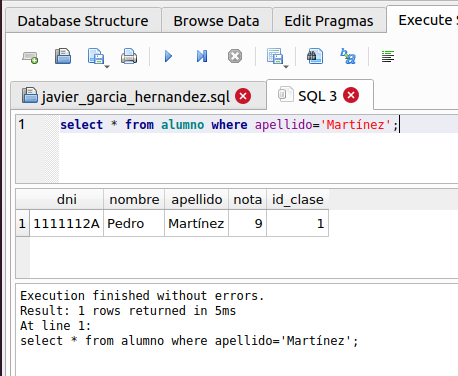 Database Structure Browse Data Edit Pragmas Execute S
javier_garcia_hernandez.sql SQL 3
1 select * from alumno where apellido='Martínez';
dni nombre apellido nota id_clase
1 1111112A Pedro Martínez 9 1
Execution finished without errors.
Result: 1 rows returned in 5ms
At line 1:
select * from alumno where apellido='Martínez';